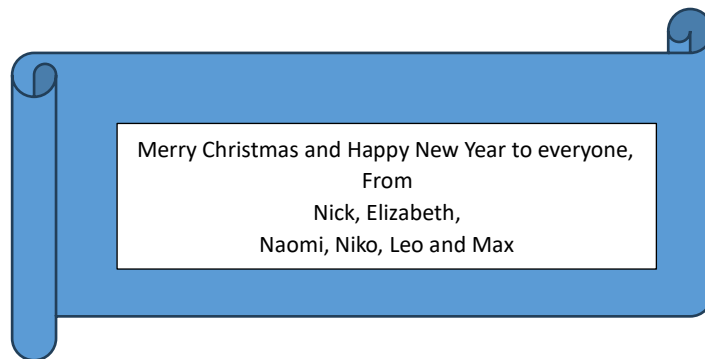 Merry Christmas and Happy New Year to everyone,
From
Nick, Elizabeth,
Naomi, Niko, Leo and Max